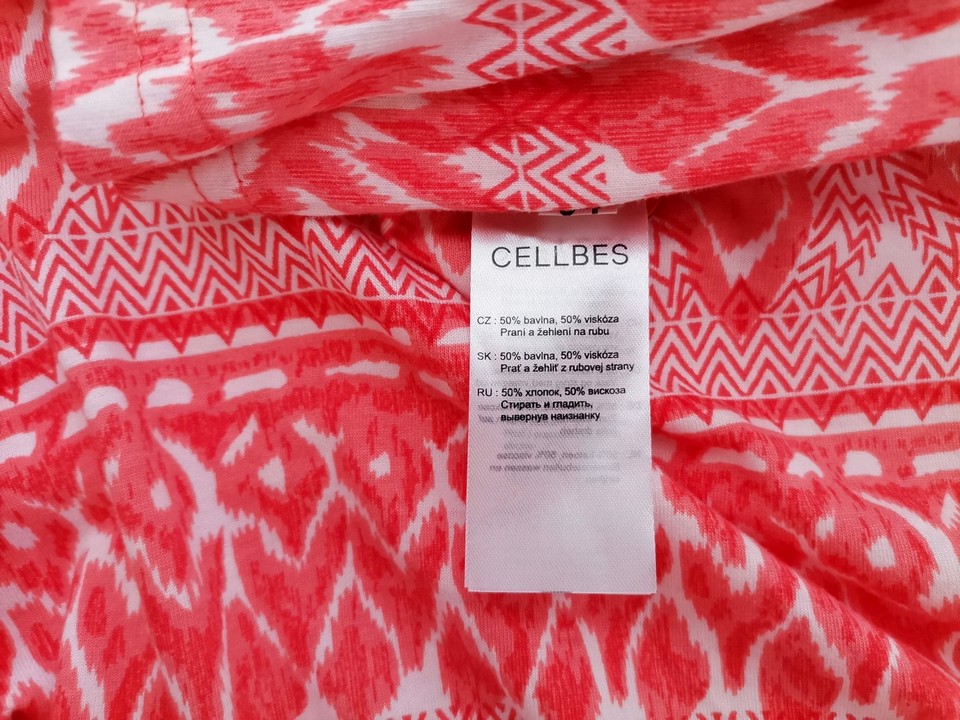 CELLBES
CZ : 50% bavlna, 50% viskóza
Praní a žehlení na rubu
SK : 50% bavlna, 50% viskóza
Prať a žehliť z rubovej strany
RU : 50% хлопок, 50% вискоза
Стирать и гладить,
вывернув наизнанку